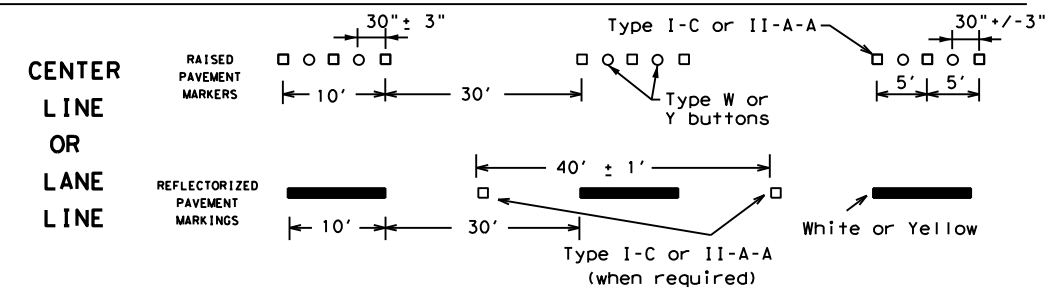 CENTER
LINE
OR
LANE
LINE
RAISED
PAVEMENT
MARKERS
30"± 3"
10'
30'
Type I-C or II-A-A
Type W or
Y buttons
30"+/-3"
5' 5'
REFLECTORIZED
PAVEMENT
MARKINGS
40' ± 1'
10'
30'
Type I-C or II-A-A
(when required)
White or Yellow